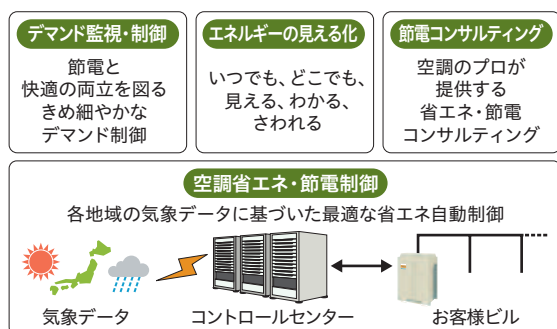 デマンド監視・制御
節電と
快適の両立を図る
きめ細やかな
デマンド制御
エネルギーの見える化
いつでも、どこでも、
見える、わかる、
さわれる
節電コンサルティング
空調のプロが
提供する
省エネ・節電
コンサルティング
空調省エネ・節電制御
各地域の気象データに基づいた最適な省エネ自動制御
気象データ
コントロールセンター
お客様ビル